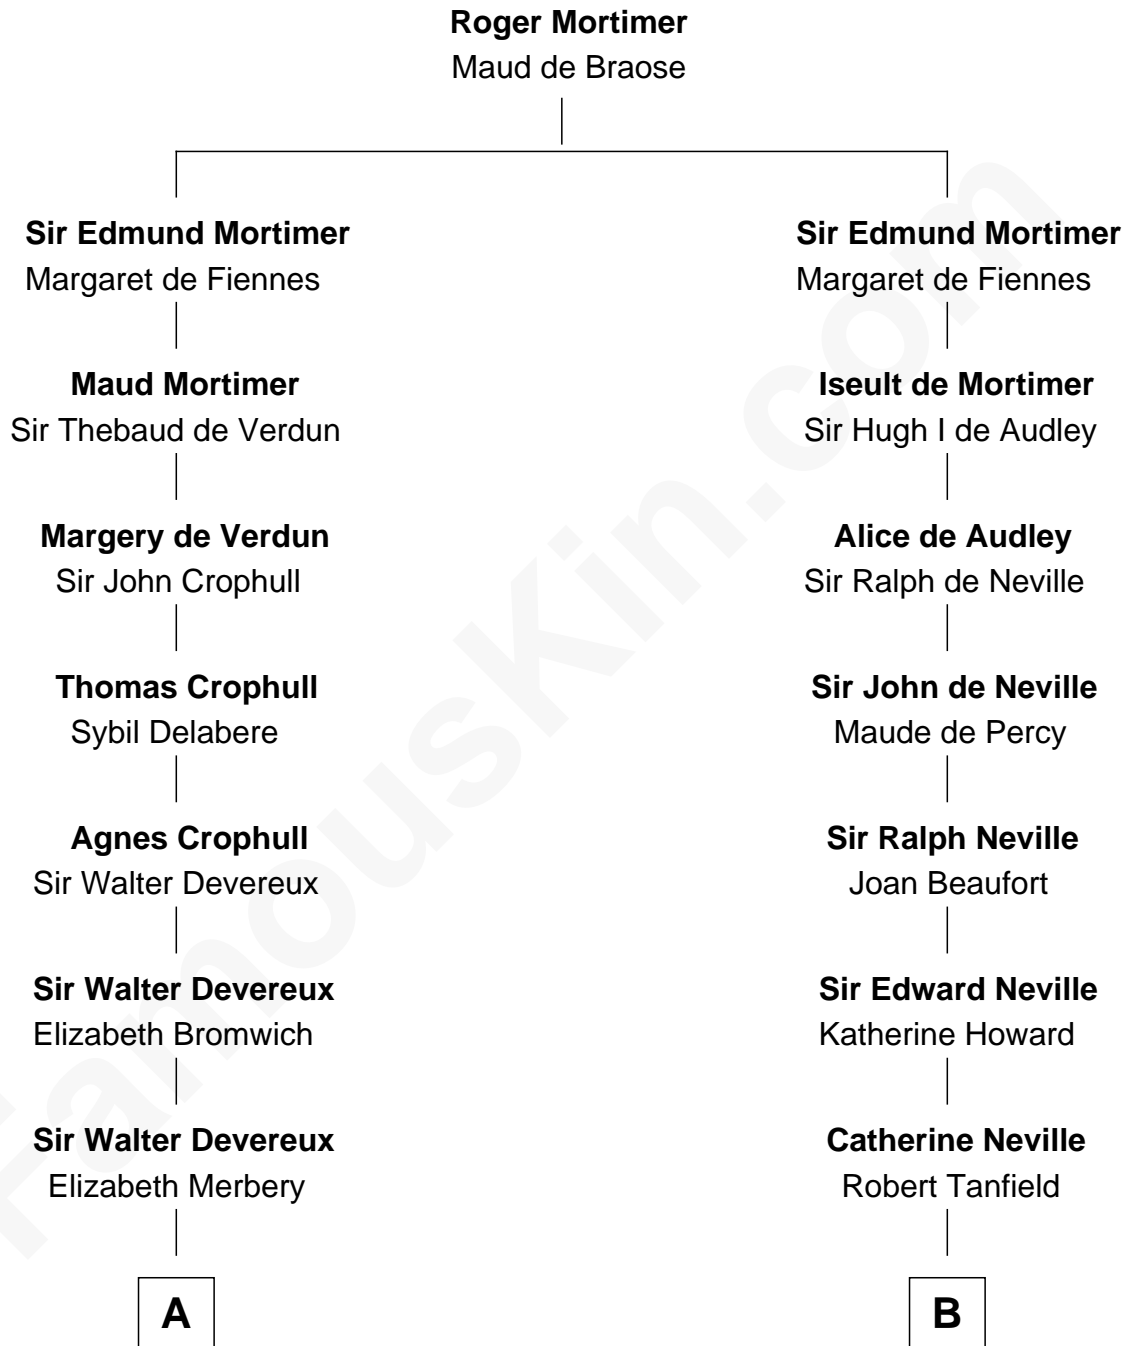 Roger Mortimer
Maud de Braose
Sir Edmund Mortimer
Margaret de Fiennes
Maud Mortimer
Sir Thebaud de Verdun
Margery de Verdun
Sir John Crophull
Thomas Crophull
Sybil Delabere
Agnes Crophull
Sir Walter Devereux
Sir Walter Devereux
Elizabeth Bromwich
Sir Walter Devereux
Elizabeth Merbery
A
Sir Edmund Mortimer
Margaret de Fiennes
Iseult de Mortimer
Sir Hugh I de Audley
Alice de Audley
Sir Ralph de Neville
Sir John de Neville
Maude de Percy
Sir Ralph Neville
Joan Beaufort
Sir Edward Neville
Katherine Howard
Catherine Neville
Robert Tanfield
B
FamousKin.com